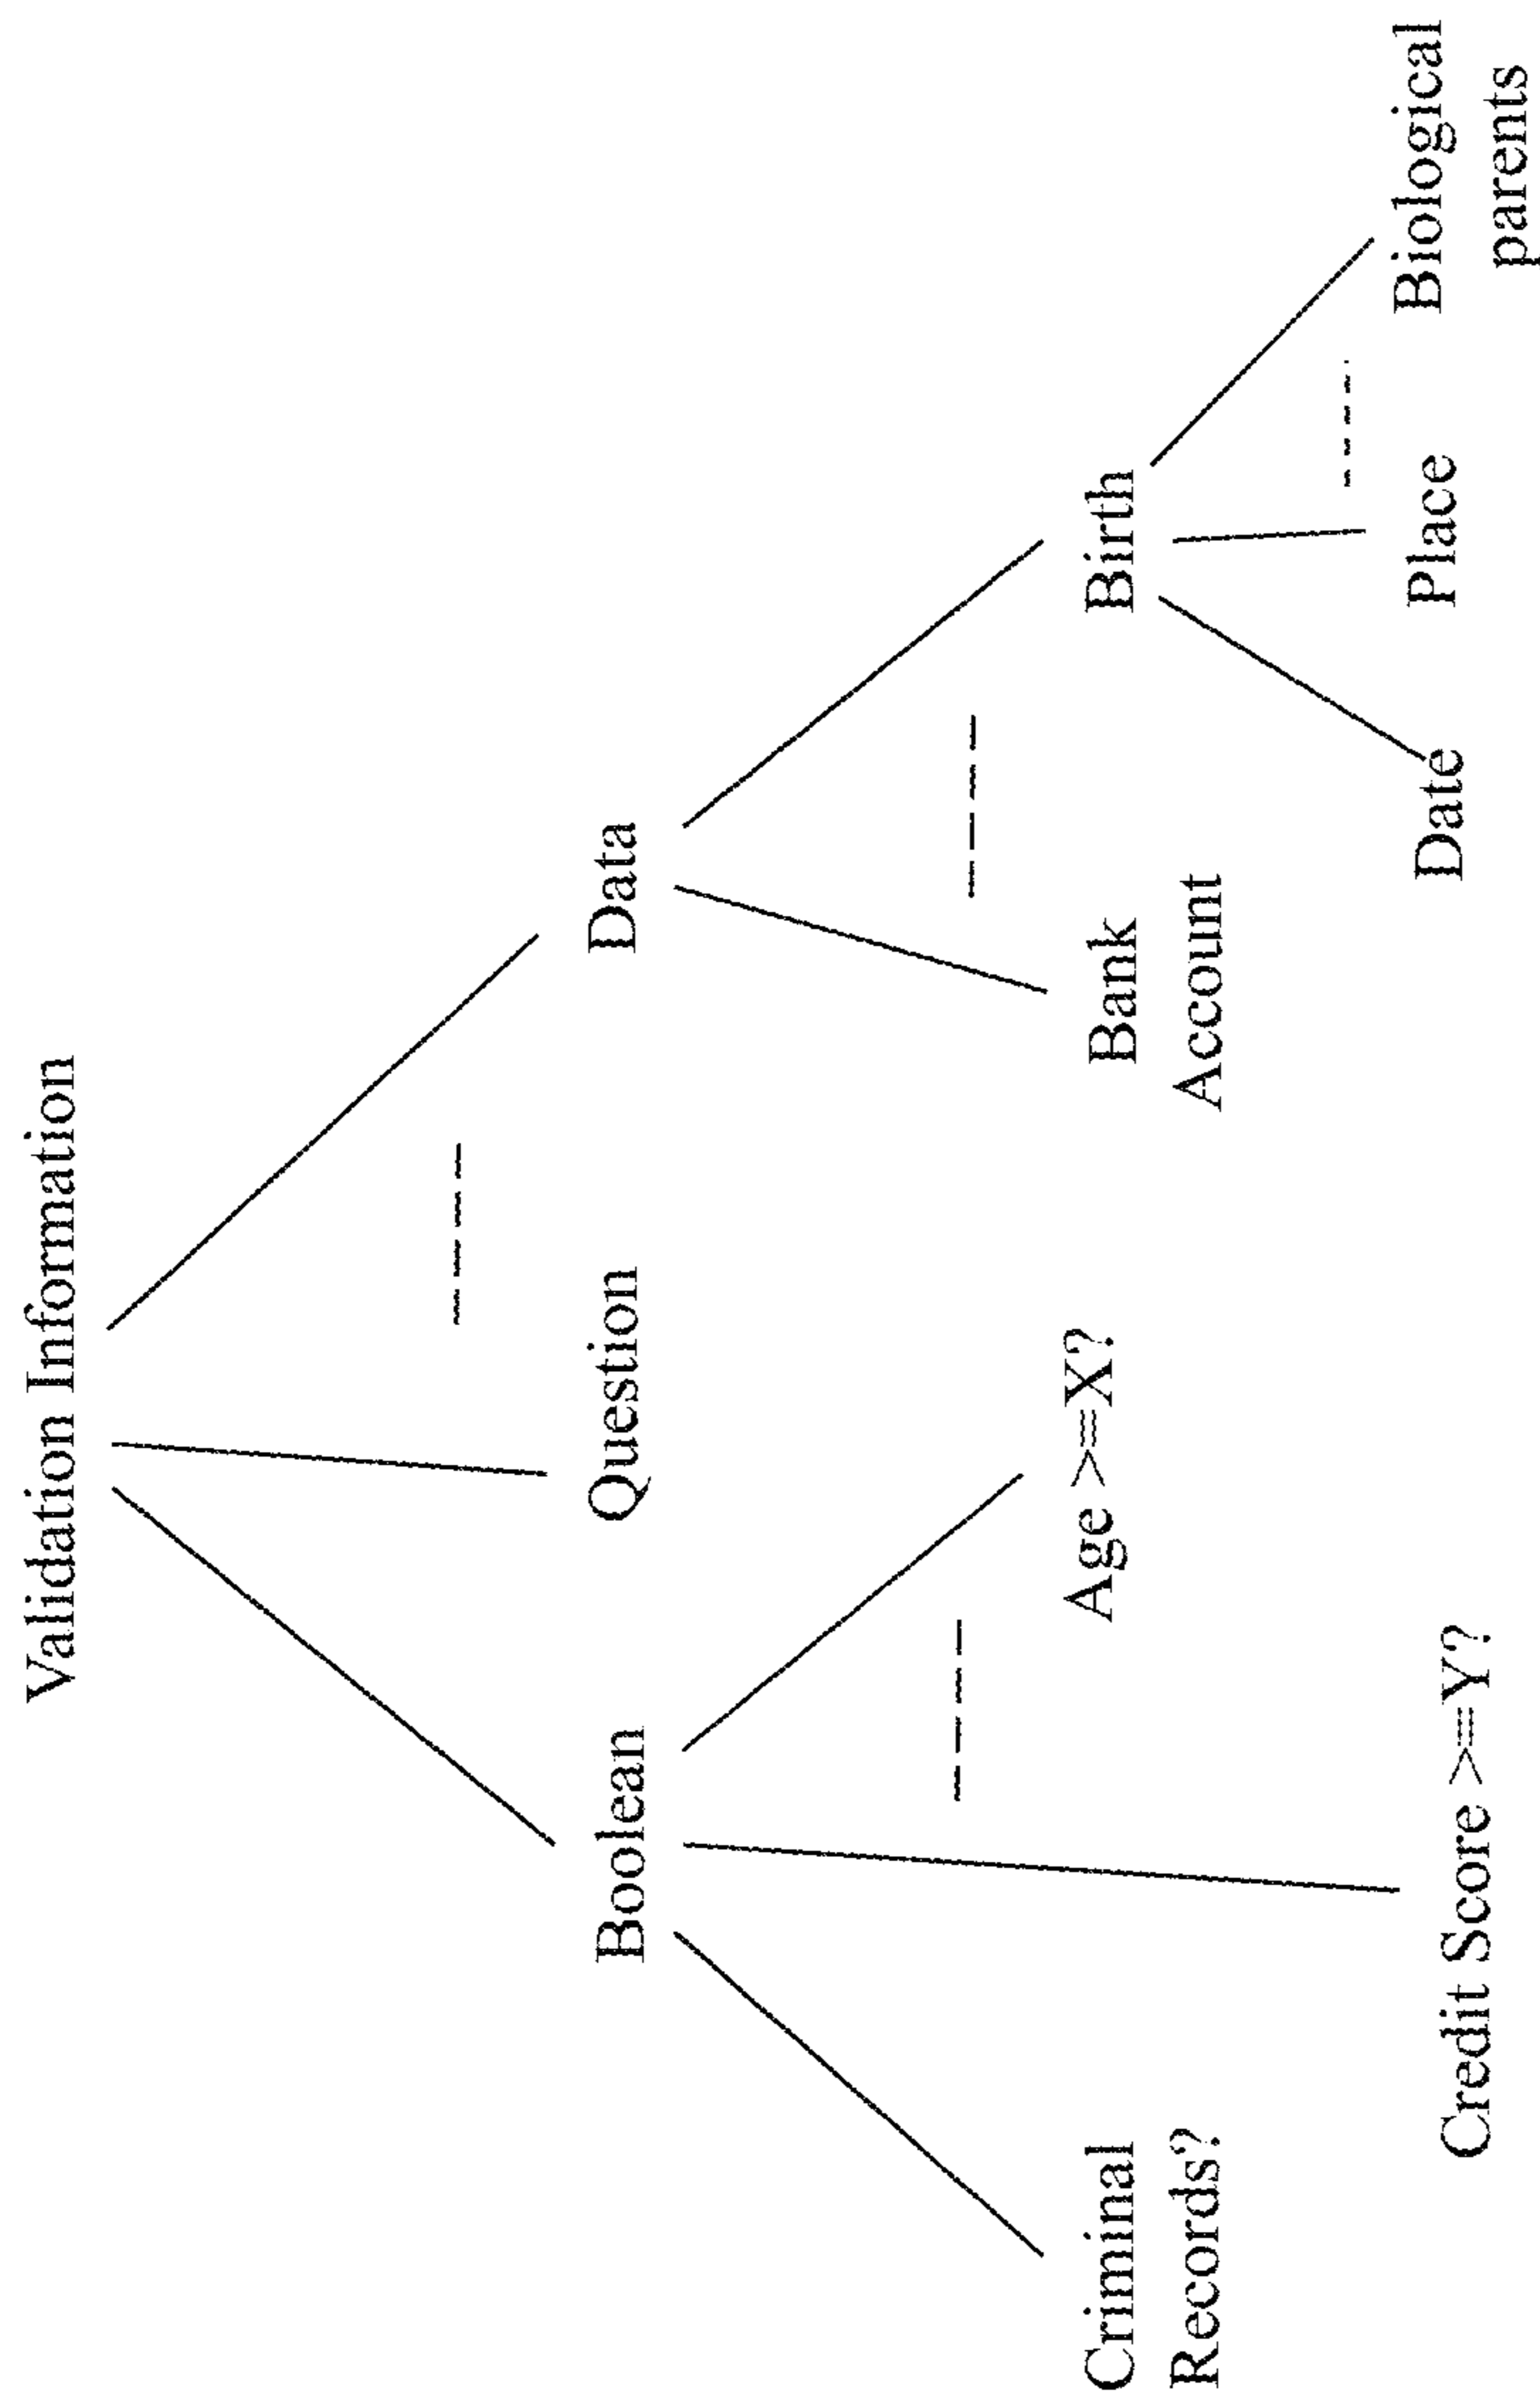 Validation Information
Boolean
Question
Data
Criminal
Records?
Credit Score >=Y?
Age >=X?
Bank
Account
Birth
Date
Place
Biological
parents